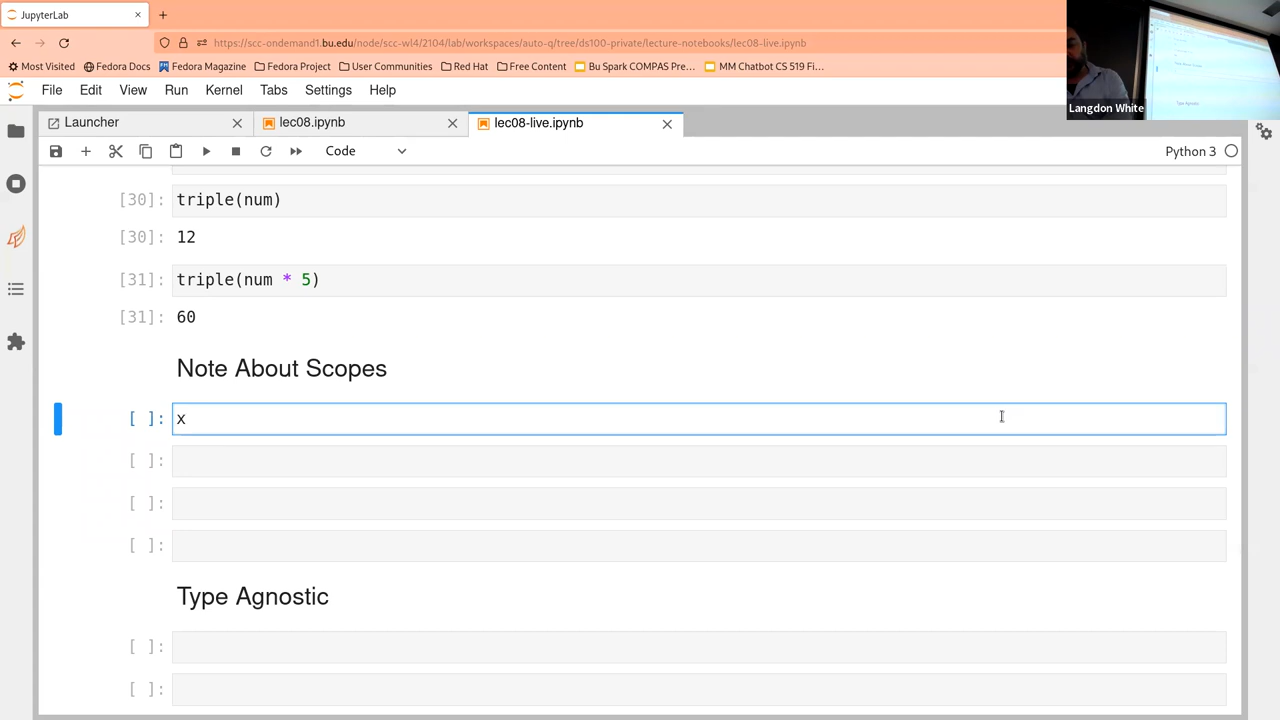 JupyterLab
https://scc-ondemand1.bu.edu/node/scc-wl4/2104/lab/workspaces/auto-q/tree/ds100-private/lecture-notebooks/lec08-live.ipynb
Most Visited Fedora Docs Fedora Magazine Fedora Project User Communities Red Hat Free Content Bu Spark COMPAS Pre... MM Chatbot CS 519 Fi...
Langdon White
File Edit View Run Kernel Tabs Settings Help
Launcher lec08.ipynb lec08-live.ipynb
Code Python 3
[30]: triple(num)
[30]: 12
[31]: triple(num * 5)
[31]: 60
Note About Scopes
[ ]: x
[ ]:
[ ]:
[ ]:
Type Agnostic
[ ]:
[ ]: